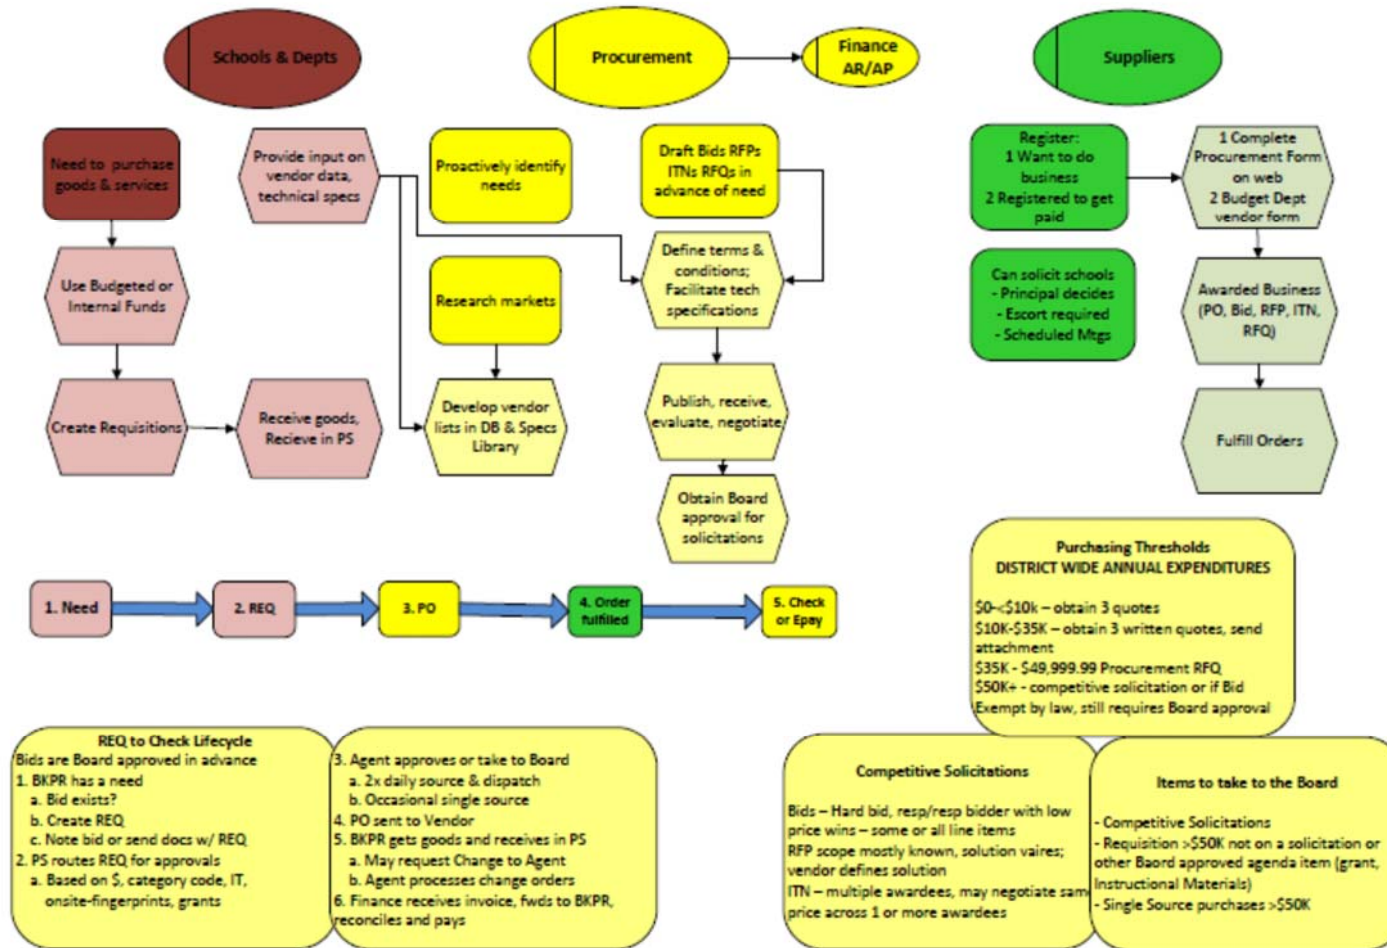 Schools & Depts
Procurement
Finance
AR/AP
Suppliers
Need to purchase
goods & services
Provide input on
vendor data,
technical specs
Proactively identify
needs
Draft Bids RFPs
ITNs RFQs in
advance of need
Register:
1 Want to do
business
2 Registered to get
paid
1 Complete
Procurement Form
on web
2 Budget Dept
vendor form
Use Budgeted or
Internal Funds
Research markets
Define terms &
conditions;
Facilitate tech
specifications
Can solicit schools
- Principal decides
- Escort required
- Scheduled Mtgs
Awarded Business
(PO, Bid, RFP, ITN,
RFQ)
Create Requisitions
Receive goods,
Recieve in PS
Develop vendor
lists in DB & Specs
Library
Publish, receive,
evaluate, negotiate
Fulfill Orders
Obtain Board
approval for
solicitations
1. Need
2. REQ
3. PO
4. Order
fulfilled
5. Check
or Epay
Purchasing Thresholds
DISTRICT WIDE ANNUAL EXPENDITURES
$0-<$10k – obtain 3 quotes
$10K-$35K – obtain 3 written quotes, send
attachment
$35K - $49,999.99 Procurement RFQ
$50K+ - competitive solicitation or if Bid
Exempt by law, still requires Board approval
REQ to Check Lifecycle
Bids are Board approved in advance
1. BKPR has a need
a. Bid exists?
b. Create REQ
c. Note bid or send docs w/ REQ
2. PS routes REQ for approvals
a. Based on $, category code, IT,
onsite-fingerprints, grants
3. Agent approves or take to Board
a. 2x daily source & dispatch
b. Occasional single source
4. PO sent to Vendor
5. BKPR gets goods and receives in PS
a. May request Change to Agent
b. Agent processes change orders
6. Finance receives invoice, fwds to BKPR,
reconciles and pays
Competitive Solicitations
Bids – Hard bid, resp/resp bidder with low
price wins – some or all line items
RFP scope mostly known, solution vaires;
vendor defines solution
ITN – multiple awardees, may negotiate same
price across 1 or more awardees
Items to take to the Board
- Competitive Solicitations
- Requisition >$50K not on a solicitation or
other Baord approved agenda item (grant,
Instructional Materials)
- Single Source purchases >$50K